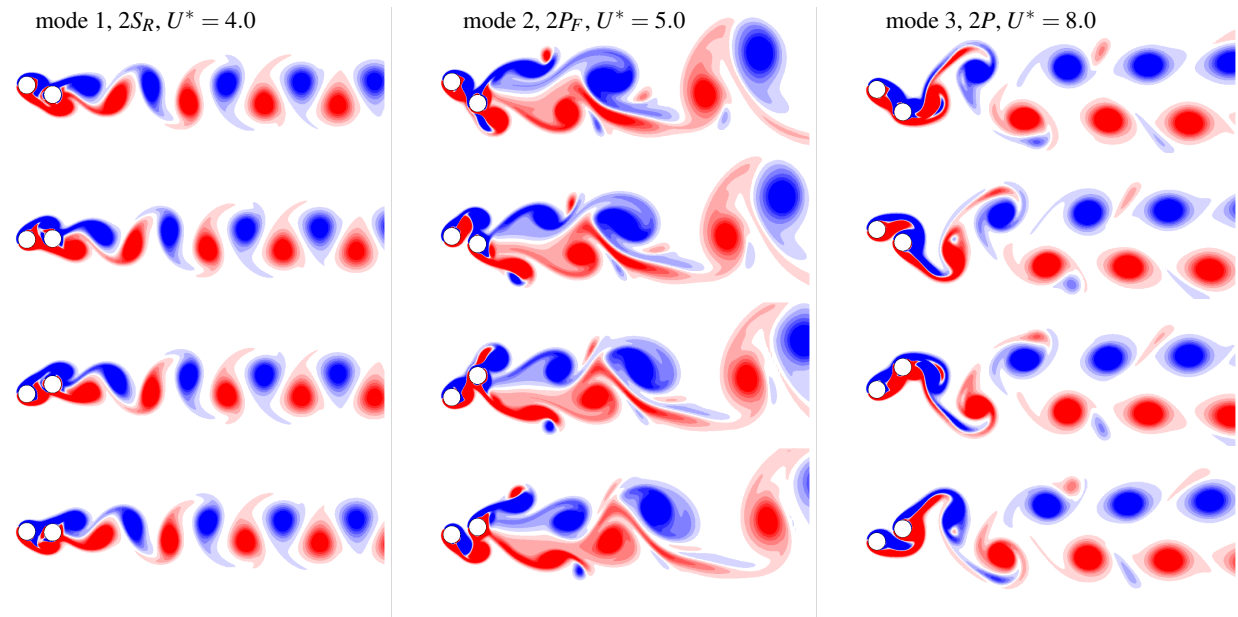 mode 1, 2S_R, U* = 4.0
mode 2, 2P_F, U* = 5.0
mode 3, 2P, U* = 8.0